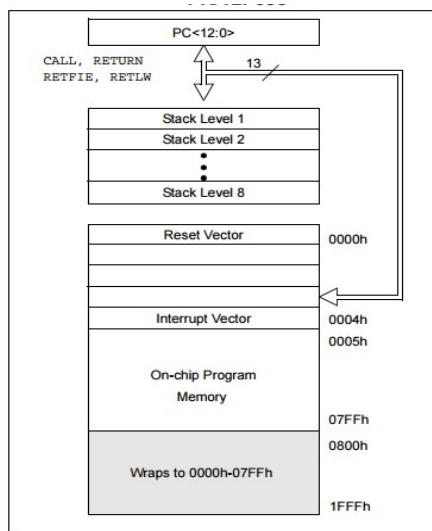 PC<12:0>
CALL, RETURN
RETFIE, RETLW
13
Stack Level 1
Stack Level 2
Stack Level 8
Reset Vector
0000h
Interrupt Vector
0004h
0005h
On-chip Program
Memory
07FFh
0800h
Wraps to 0000h-07FFh
1FFFh